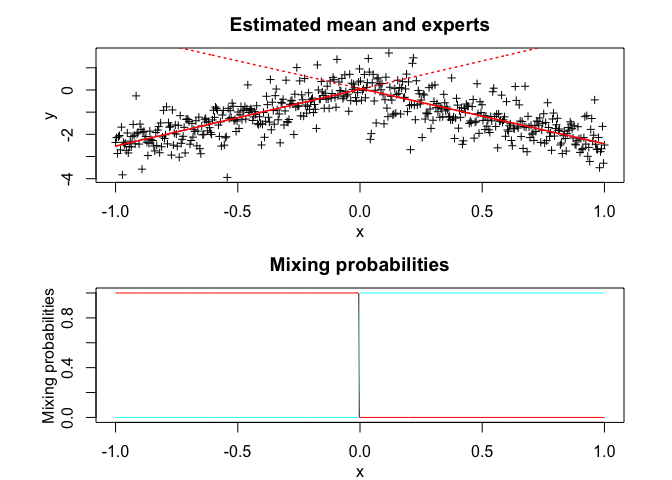 Estimated mean and experts
y
0
-2
-4
-1.0 -0.5 0.0 0.5 1.0
x
Mixing probabilities
Mixing probabilities
0.8
0.4
0.0
-1.0 -0.5 0.0 0.5 1.0
x